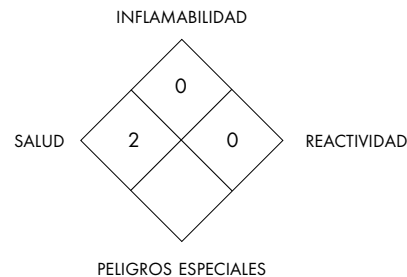 INFLAMABILIDAD
0
SALUD 2 0 REACTIVIDAD
PELIGROS ESPECIALES